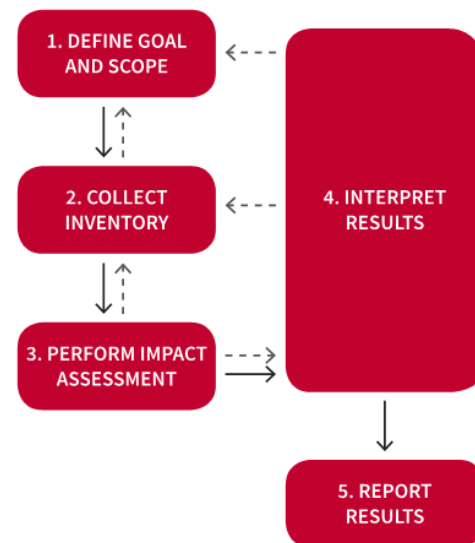 1. DEFINE GOAL
AND SCOPE
2. COLLECT
INVENTORY
3. PERFORM IMPACT
ASSESSMENT
4. INTERPRET
RESULTS
5. REPORT
RESULTS